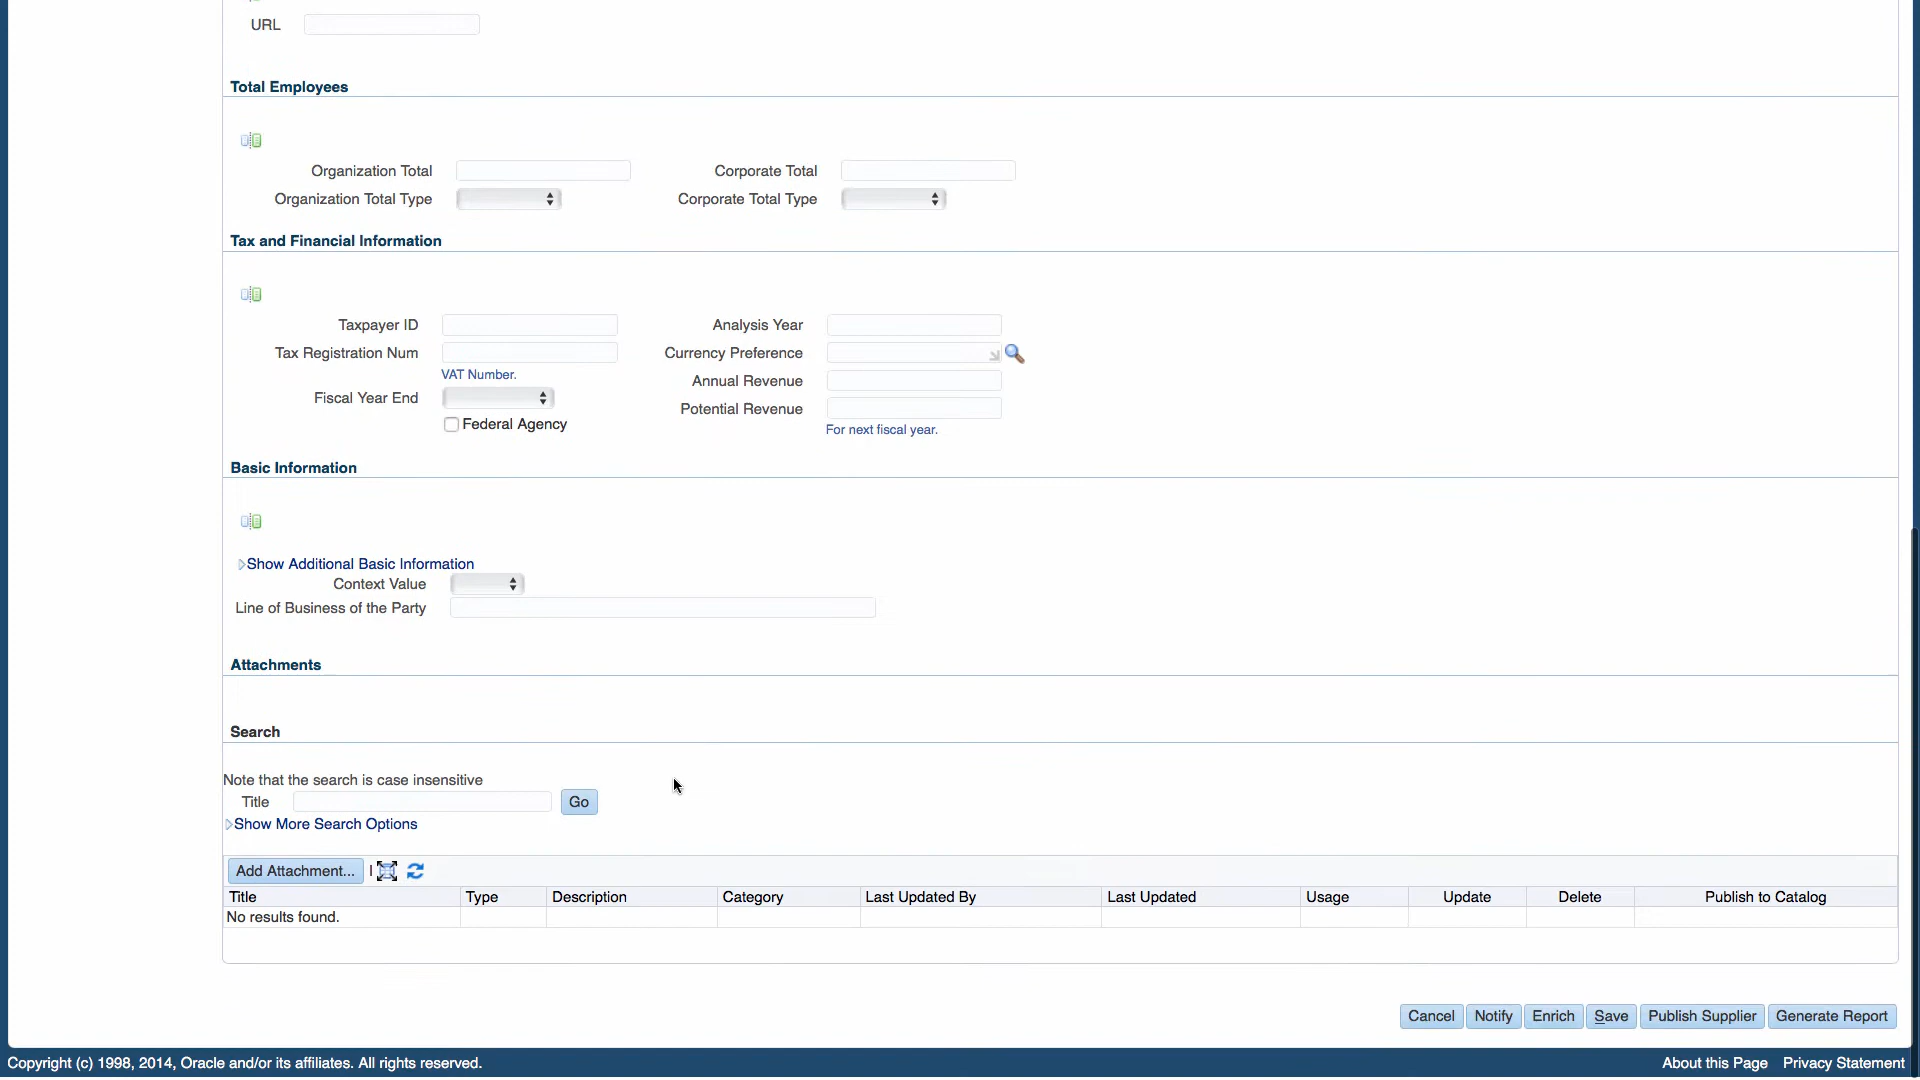 URL
Total Employees
Organization Total
Corporate Total
Organization Total Type
Corporate Total Type
Tax and Financial Information
Taxpayer ID
Analysis Year
Tax Registration Num
Currency Preference
VAT Number.
Annual Revenue
Fiscal Year End
Potential Revenue
Federal Agency
For next fiscal year.
Basic Information
Show Additional Basic Information
Context Value
Line of Business of the Party
Attachments
Search
Note that the search is case insensitive
Title Go
Show More Search Options
Add Attachment...
Title Type Description Category Last Updated By Last Updated Usage Update Delete Publish to Catalog
No results found.
Cancel Notify Enrich Save Publish Supplier Generate Report
Copyright (c) 1998, 2014, Oracle and/or its affiliates. All rights reserved. About this Page Privacy Statement